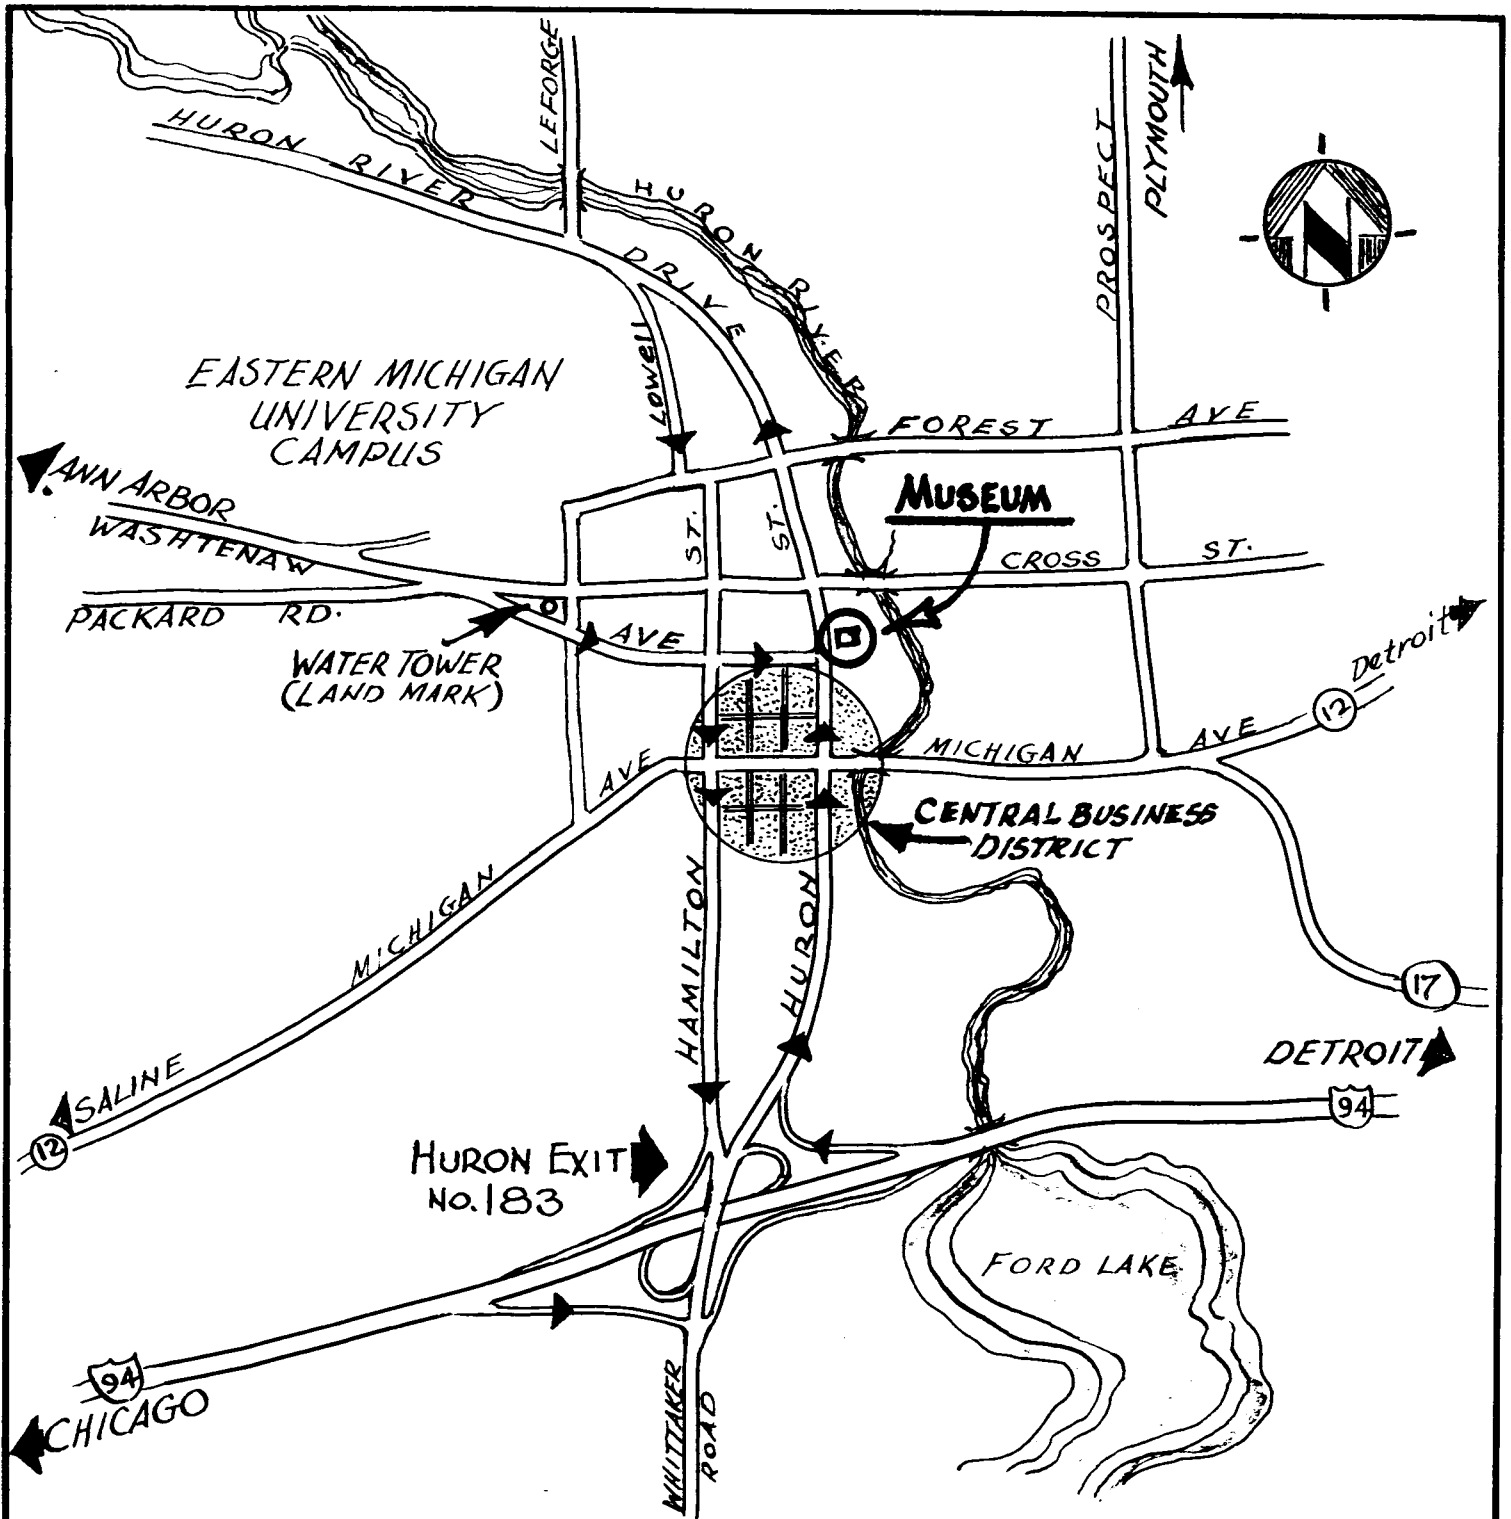 LEFORGE
PROSPECT
PLYMOUTH
HURON RIVER DRIVE
HURON RIVER
N
Lowell
EASTERN MICHIGAN
UNIVERSITY
CAMPUS
FOREST AVE
ANN ARBOR
WASHTENAW AVE
MUSEUM
ST.
ST.
CROSS ST.
PACKARD RD.
WATER TOWER
(LAND MARK)
Detroit
12
MICHIGAN AVE
AVE
CENTRAL BUSINESS
DISTRICT
MICHIGAN
HAMILTON
HURON
17
SALINE
12
DETROIT
94
HURON EXIT
NO. 183
FORD LAKE
94
CHICAGO
WHITTAKER
ROAD